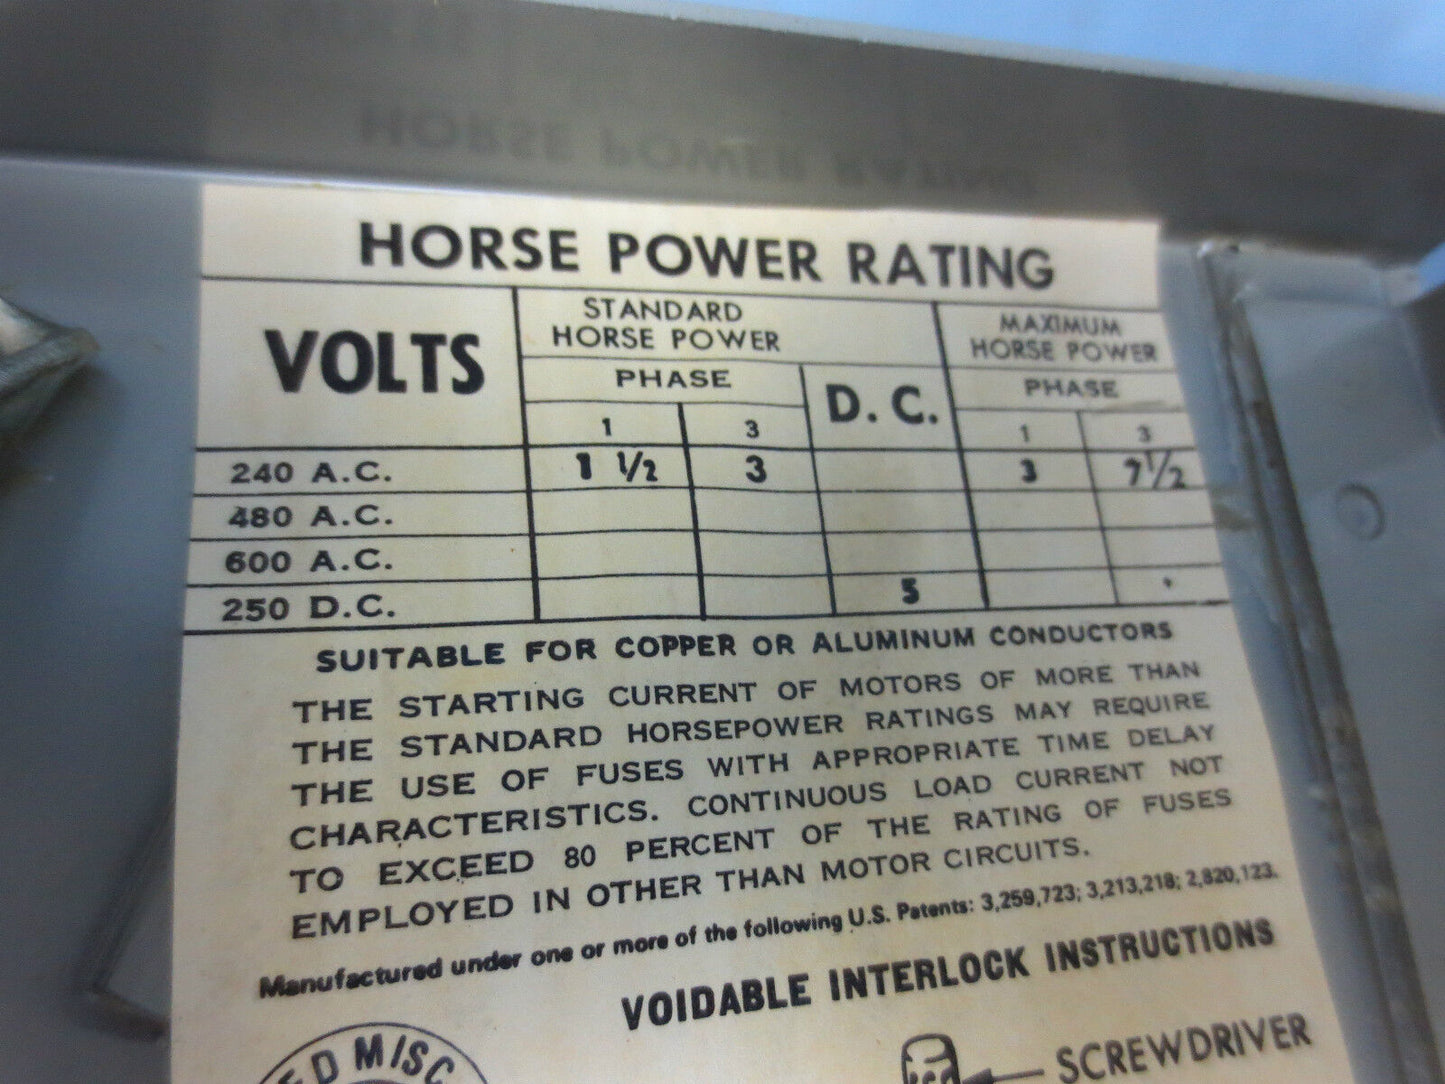 HORSE POWER RATING
VOLTS
STANDARD
HORSE POWER
MAXIMUM
HORSE POWER
PHASE
D. C.
PHASE
1 3 1 3
240 A.C. 1 1/2 3 3 7 1/2
480 A.C.
600 A.C.
250 D.C. 5
SUITABLE FOR COPPER OR ALUMINUM CONDUCTORS
THE STARTING CURRENT OF MOTORS OF MORE THAN
THE STANDARD HORSEPOWER RATINGS MAY REQUIRE
THE USE OF FUSES WITH APPROPRIATE TIME DELAY
CHARACTERISTICS. CONTINUOUS LOAD CURRENT NOT
TO EXCEED 80 PERCENT OF THE RATING OF FUSES
EMPLOYED IN OTHER THAN MOTOR CIRCUITS.
Manufactured under one or more of the following U.S. Patents: 3,259,723; 3,213,218; 2,820,123.
VOIDABLE INTERLOCK INSTRUCTIONS
SCREWDRIVER